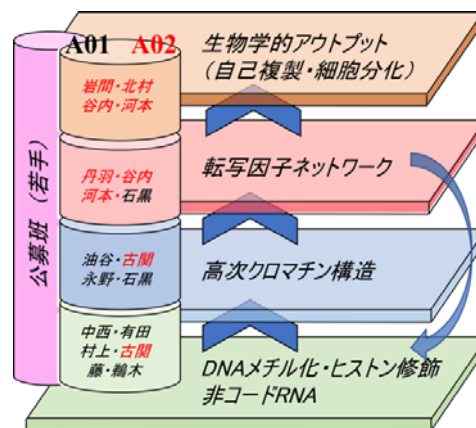 A01 A02
公募班（若手）
岩間・北村
谷内・河本
生物学的アウトプット
（自己複製・細胞分化）
丹羽・谷内
河本・石黒
転写因子ネットワーク
油谷・古関
永野・石黒
高次クロマチン構造
中西・有田
村上・古関
藤・鵜木
DNAメチル化・ヒストン修飾
非コードRNA